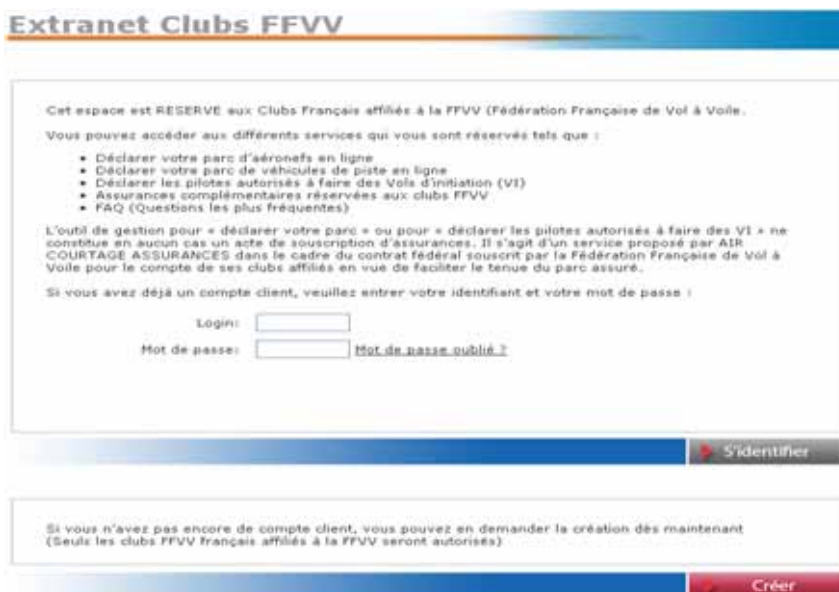 Extranet Clubs FFVV
Cet espace est RESERVE aux Clubs Français affiliés à la FFVV (Fédération Française de Vol à Voile.
Vous pouvez accéder aux différents services qui vous sont réservés tels que :
• Déclarer votre parc d'aéronefs en ligne
• Déclarer votre parc de véhicules de piste en ligne
• Déclarer les pilotes autorisés à faire des Vols d'initiation (VI)
• Assurances complémentaires réservées aux clubs FFVV
• FAQ (Questions les plus fréquentes)
L'outil de gestion pour « déclarer votre parc » ou pour « déclarer les pilotes autorisés à faire des VI » ne
constitue en aucun cas un acte de souscription d'assurances. Il s'agit d'un service proposé par AIR
COURTAGE ASSURANCES dans le cadre du contrat fédéral souscrit par la Fédération Française de Vol à
Voile pour le compte de ses clubs affiliés en vue de faciliter le tenue du parc assuré.
Si vous avez déjà un compte client, veuillez entrer votre identifiant et votre mot de passe :
Login:
Mot de passe: Mot de passe oublié ?
S'identifier
Si vous n'avez pas encore de compte client, vous pouvez en demander la création dès maintenant
(Seuls les clubs FFVV français affiliés à la FFVV seront autorisés)
Créer